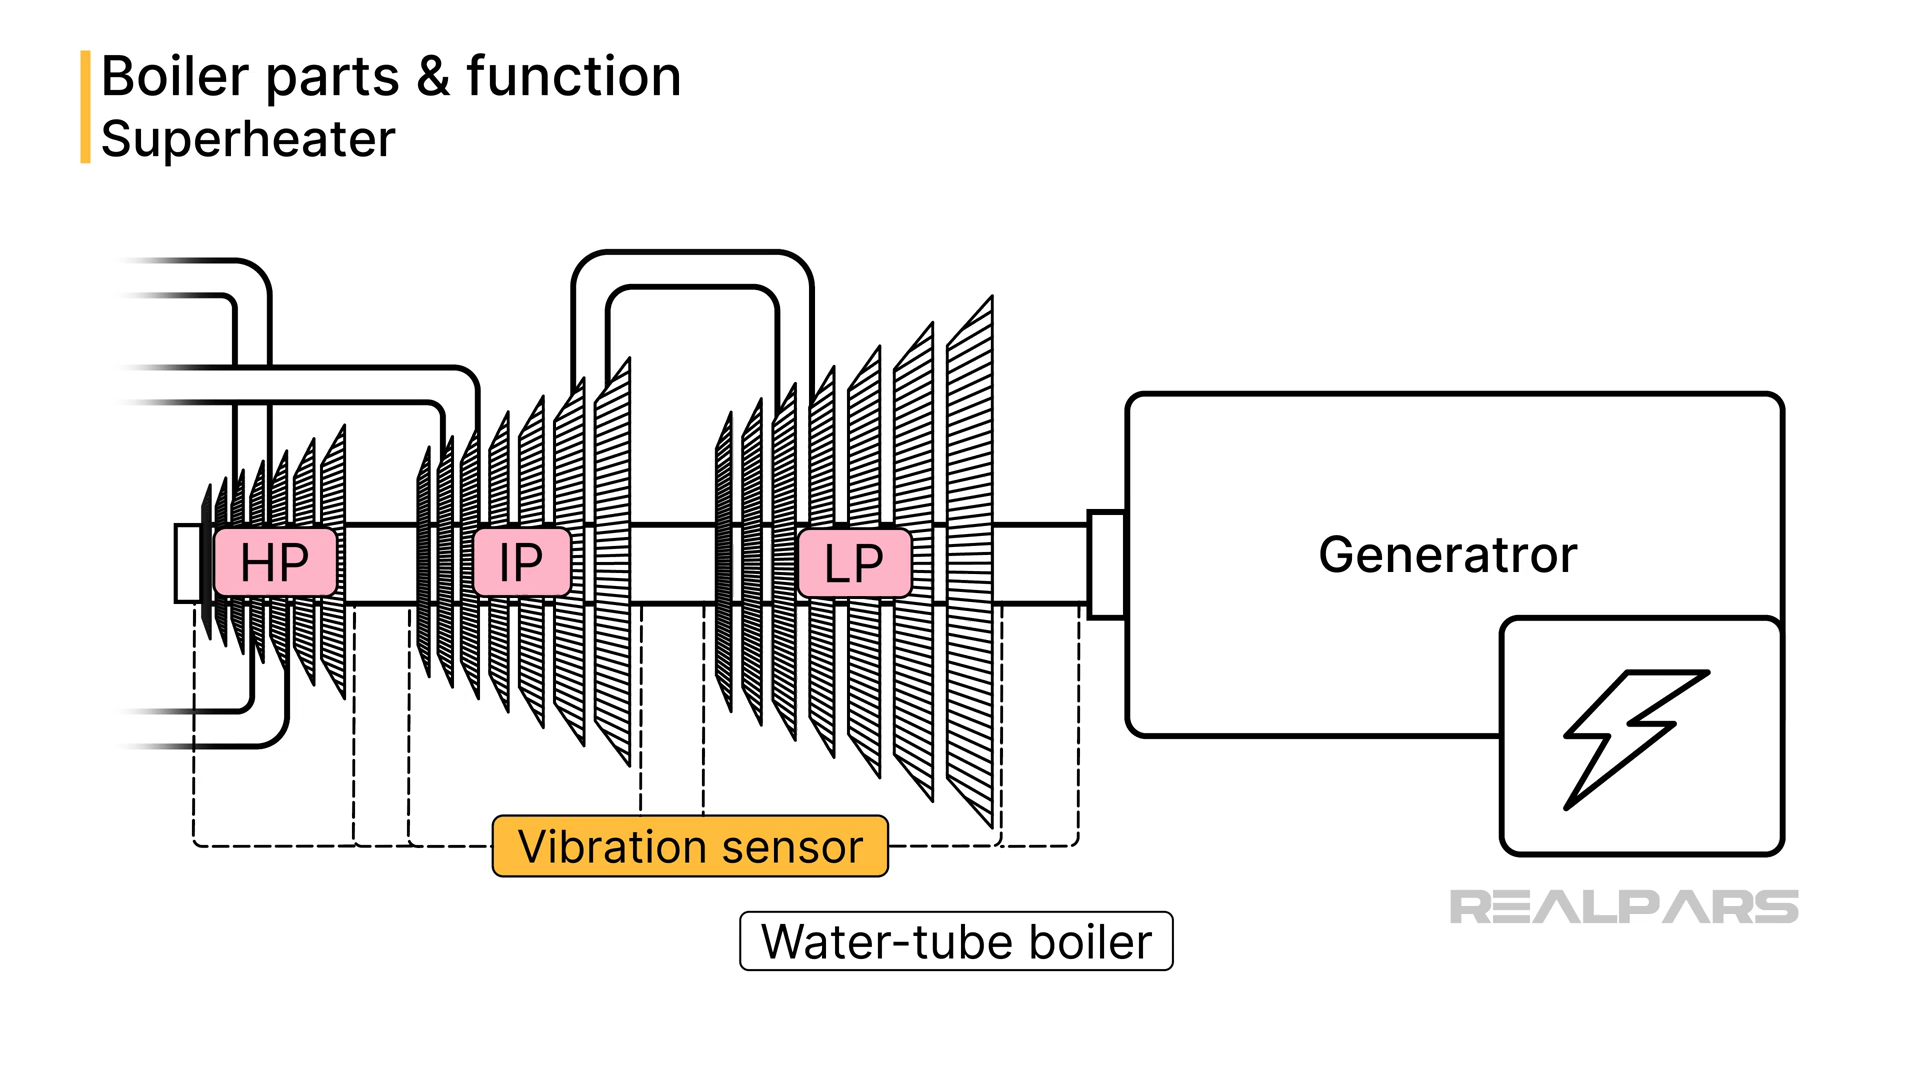 Boiler parts & function
Superheater
HP
IP
LP
Generatror
Vibration sensor
REALPARS
Water-tube boiler